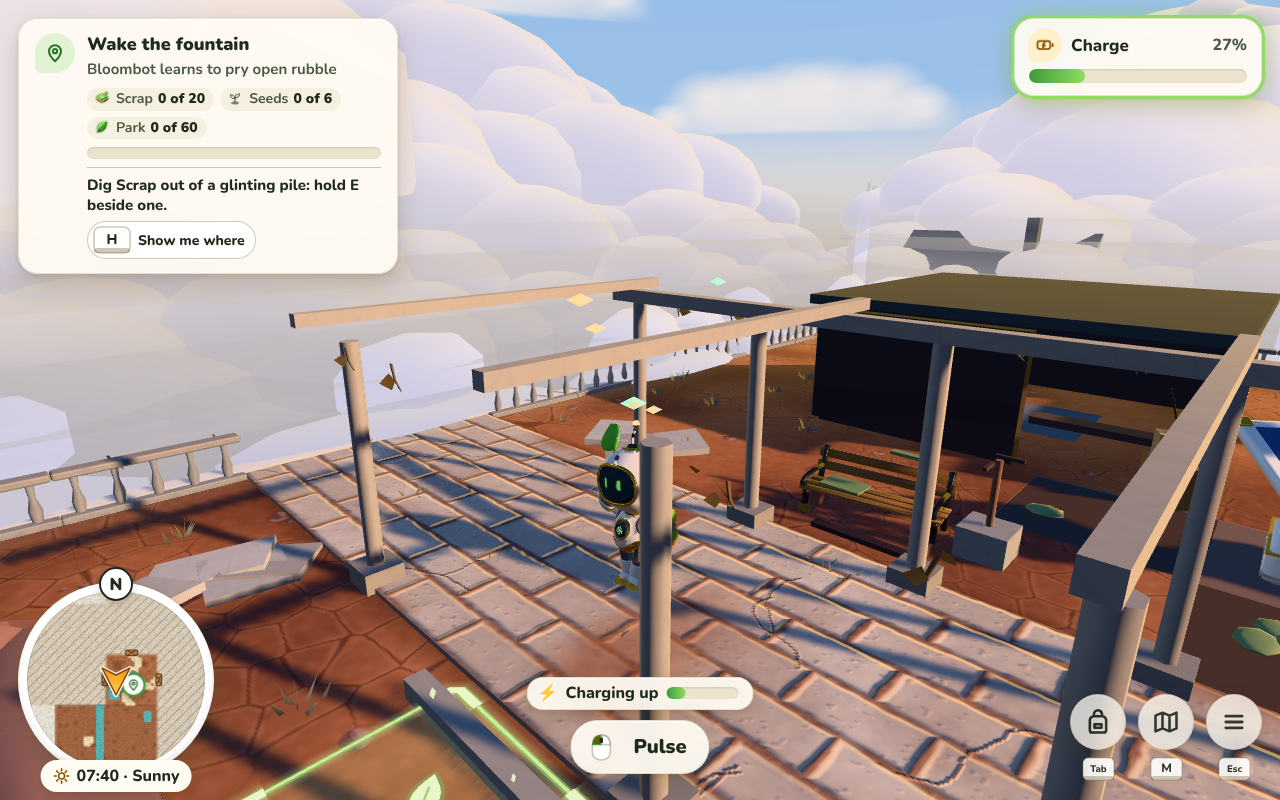 Wake the fountain
Bloombot learns to pry open rubble
Scrap 0 of 20
Seeds 0 of 6
Park 0 of 60
Dig Scrap out of a glinting pile: hold E
beside one.
H Show me where
Charge 27%
N
07:40 · Sunny
Charging up
Pulse
Tab
M
Esc